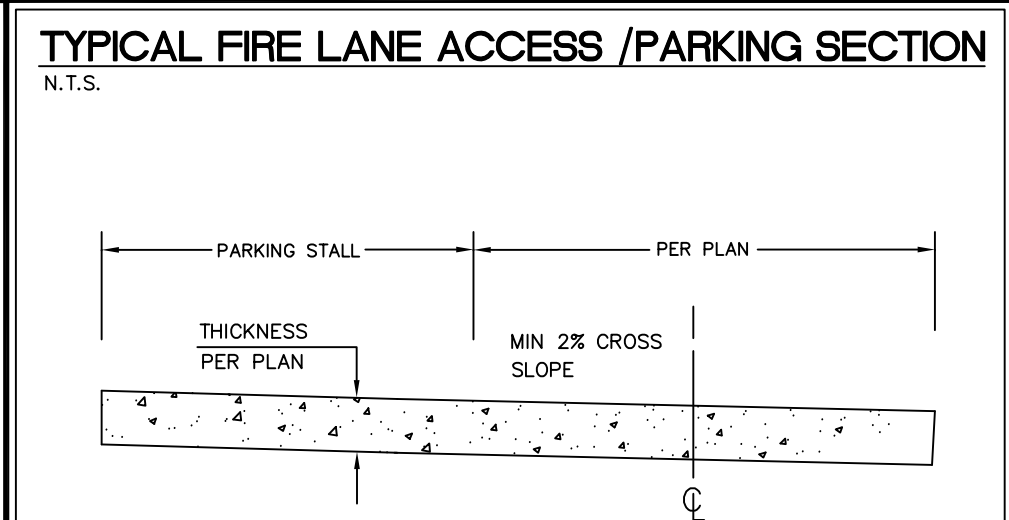 TYPICAL FIRE LANE ACCESS /PARKING SECTION
N.T.S.
PARKING STALL
PER PLAN
THICKNESS
PER PLAN
MIN 2% CROSS
SLOPE
℄